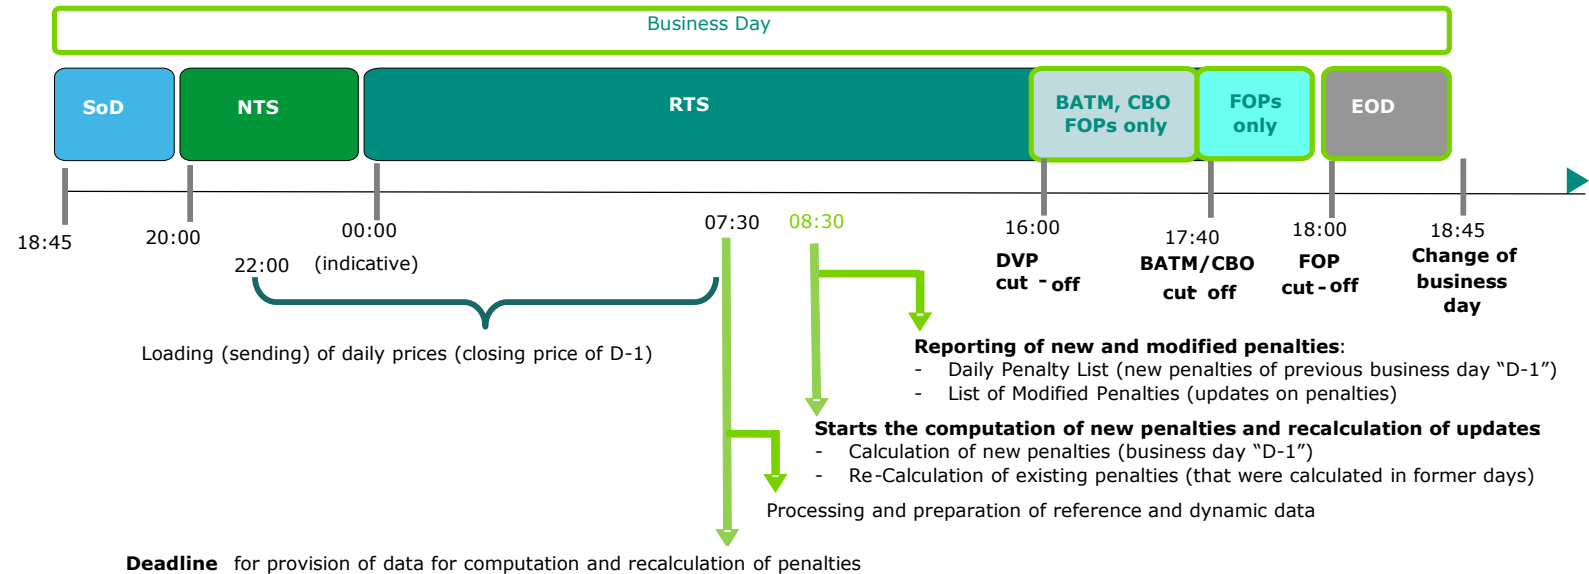 Business Day
SoD
NTS
RTS
BATM, CBO
FOPs only
FOPs
only
EOD
18:45
20:00
00:00
(indicative)
22:00
07:30
08:30
16:00
DVP
cut - off
17:40
BATM/CBO
cut off
18:00
FOP
cut - off
18:45
Change of
business
day
Loading (sending) of daily prices (closing price of D-1)
Reporting of new and modified penalties:
- Daily Penalty List (new penalties of previous business day “D-1”)
- List of Modified Penalties (updates on penalties)
Starts the computation of new penalties and recalculation of updates:
- Calculation of new penalties (business day “D-1”)
- Re-Calculation of existing penalties (that were calculated in former days)
Processing and preparation of reference and dynamic data
Deadline for provision of data for computation and recalculation of penalties